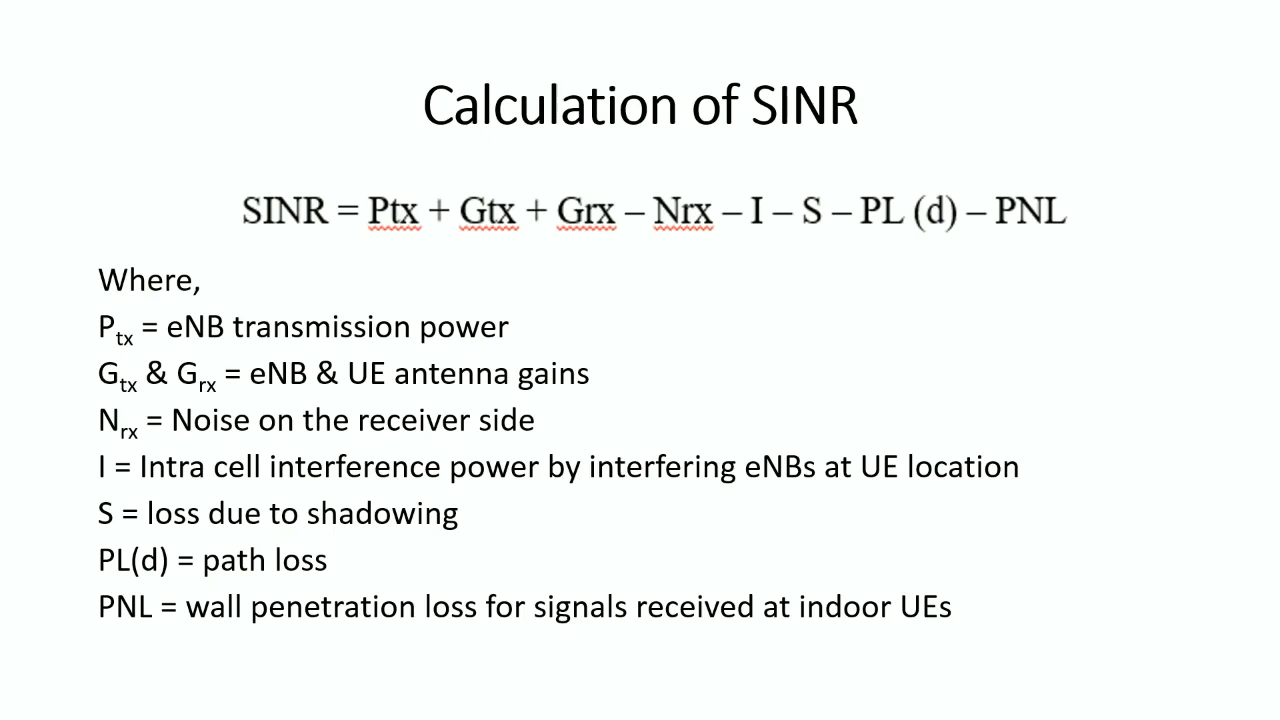 Calculation of SINR
SINR = Ptx + Gtx + Grx – Nrx – I – S – PL (d) – PNL
Where,
Ptx = eNB transmission power
Gtx & Grx = eNB & UE antenna gains
Nrx = Noise on the receiver side
I = Intra cell interference power by interfering eNBs at UE location
S = loss due to shadowing
PL(d) = path loss
PNL = wall penetration loss for signals received at indoor UEs